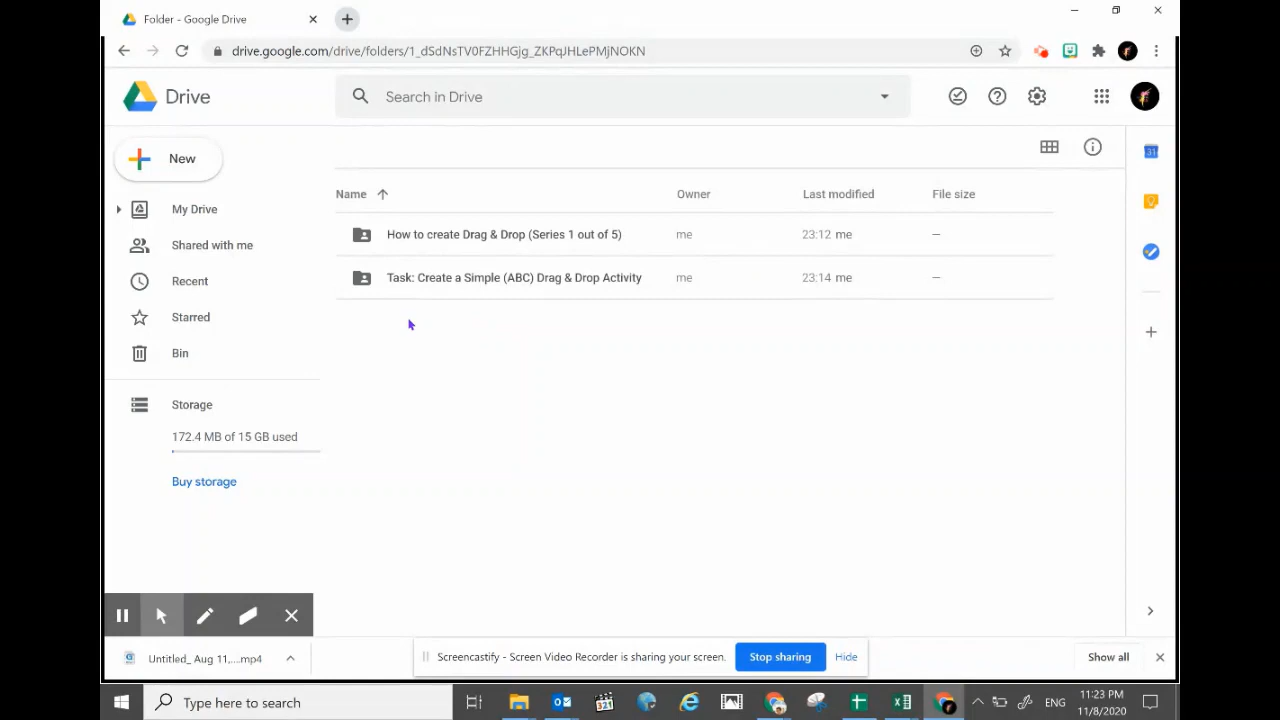 Folder - Google Drive
drive.google.com/drive/folders/1_dSdNsTV0FZHHGjg_ZKPqJHLePMjNOKN
Drive
Search in Drive
New
Name
Owner
Last modified
File size
My Drive
How to create Drag & Drop (Series 1 out of 5)
me
23:12 me
–
Shared with me
Task: Create a Simple (ABC) Drag & Drop Activity
me
23:14 me
–
Recent
Starred
Bin
Storage
172.4 MB of 15 GB used
Buy storage
Untitled_ Aug 11,....mp4
Screencastify - Screen Video Recorder is sharing your screen.
Stop sharing
Hide
Show all
Type here to search
321
ENG
11:23 PM
11/8/2020